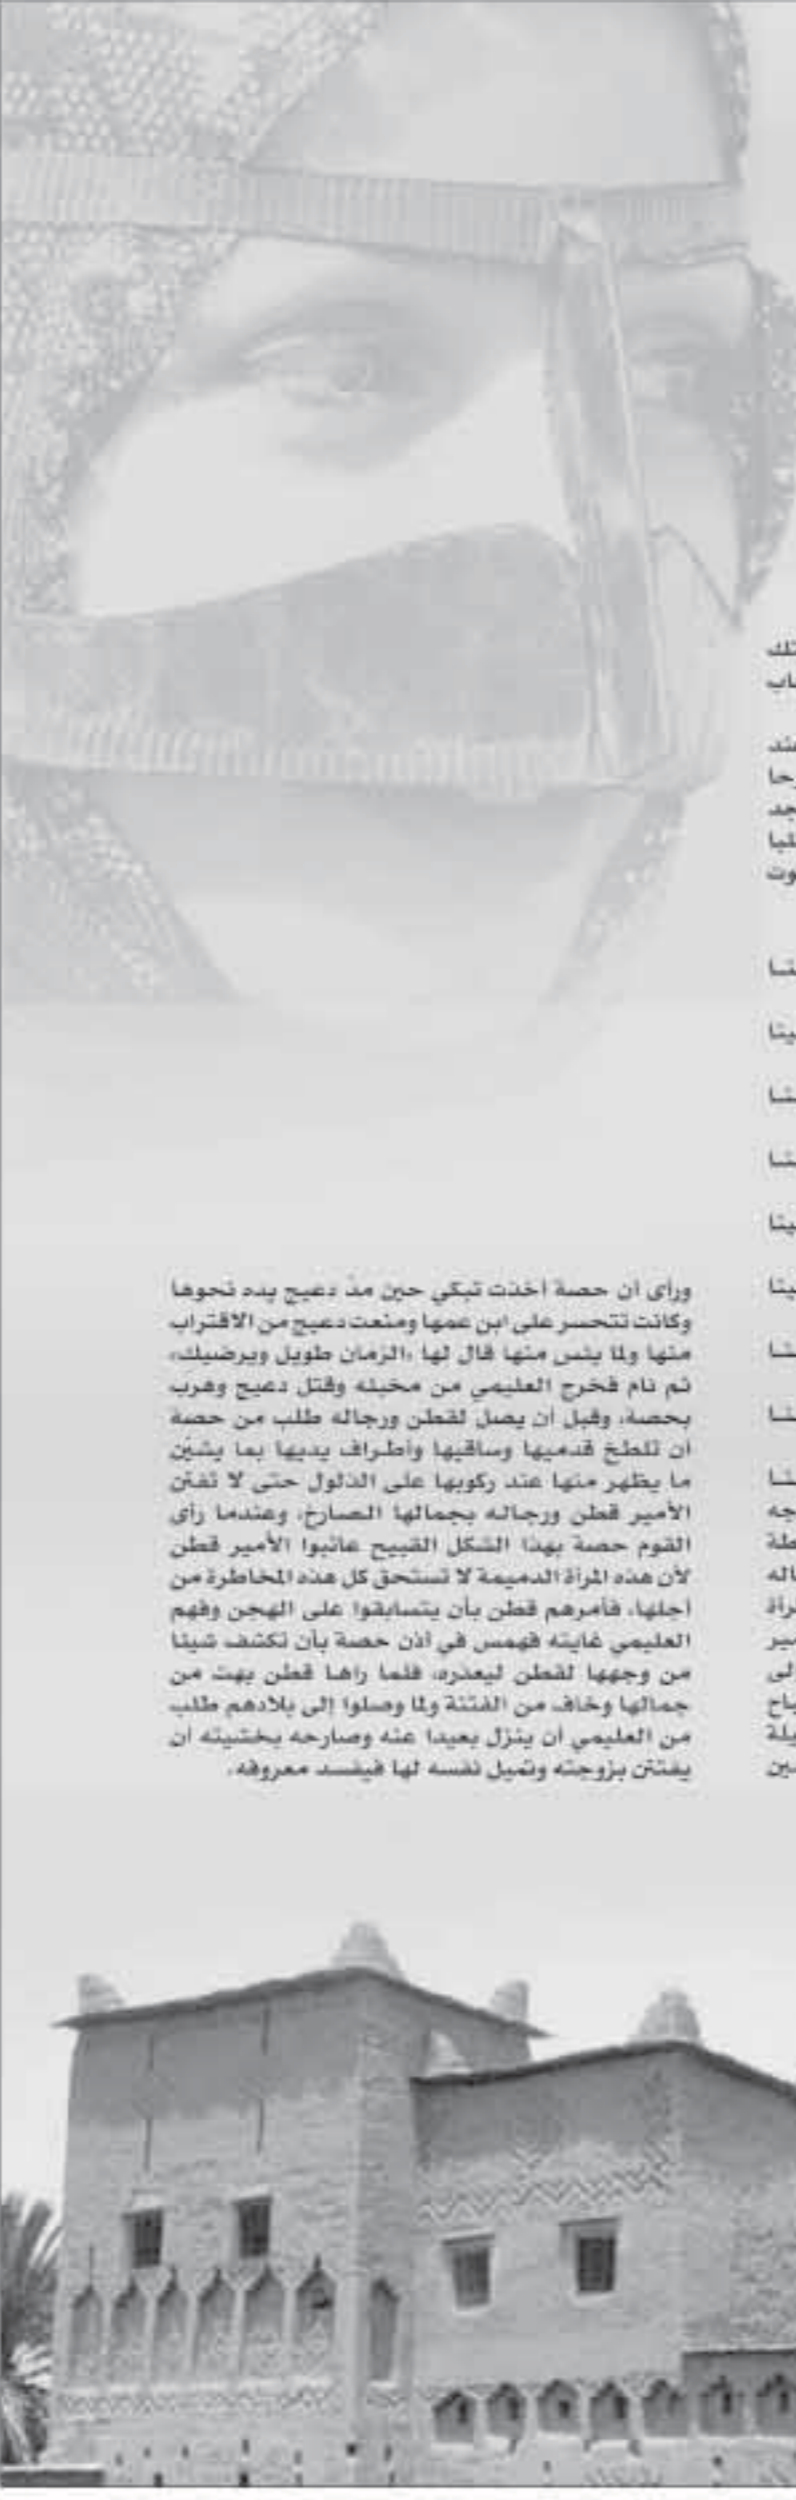 ورأى أن حصة أخذت تبكي حين مدّ دعيج يده نحوها
وكانت تتحسر على ابن عمها ومنعت دعيج من الاقتراب
منها ولما يئس منها قال لها «الزمان طويل ويرضيك»
ثم نام فخرج العليمي من مخبئه وقتل دعيج وهرب
بحصة، وقبل أن يصل لقطن ورجاله طلب من حصة
أن تلطخ قدميها وساقيها وأطراف يديها بما يشين
ما يظهر منها عند ركوبها على الذلول حتى لا تفتن
الأمير قطن ورجاله بجمالها الصارخ، وعندما رأى
القوم حصة بهذا الشكل القبيح عاتبوا الأمير قطن
لأن هذه المرأة الدميمة لا تستحق كل هذه المخاطرة من
أجلها، فأمرهم قطن بأن يتسابقوا على الهجن وفهم
العليمي غايته فهمس في أذن حصة بأن تكشف شيئا
من وجهها لقطن ليعذره، فلما رآها قطن بهت من
جمالها وخاف من الفتنة ولما وصلوا إلى بلادهم طلب
من العليمي أن ينزل بعيدا عنه وصارحه بخشيته أن
يفتتن بزوجته وتميل نفسه لها فيفسد معروفه.